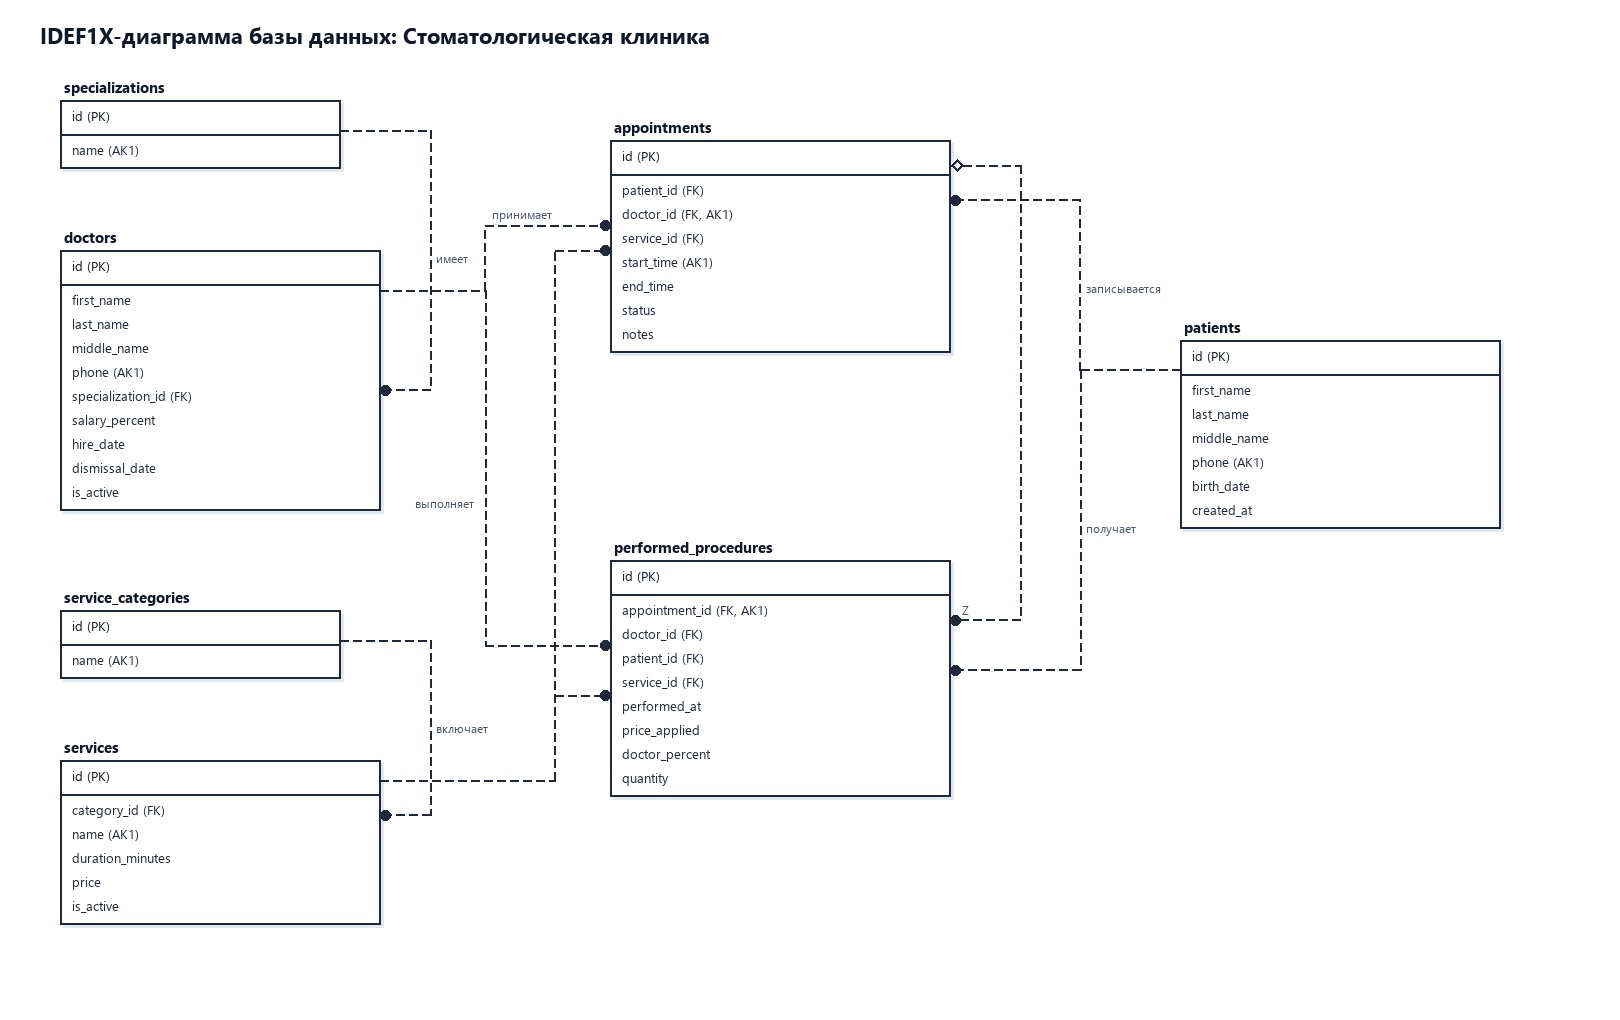 IDEF1X-диаграмма базы данных: Стоматологическая клиника
specializations
id (PK)
name (AK1)
doctors
id (PK)
first_name
last_name
middle_name
phone (AK1)
specialization_id (FK)
salary_percent
hire_date
dismissal_date
is_active
service_categories
id (PK)
name (AK1)
services
id (PK)
category_id (FK)
name (AK1)
duration_minutes
price
is_active
имеет
принимает
выполняет
включает
appointments
id (PK)
patient_id (FK)
doctor_id (FK, AK1)
service_id (FK)
start_time (AK1)
end_time
status
notes
performed_procedures
id (PK)
appointment_id (FK, AK1)
doctor_id (FK)
patient_id (FK)
service_id (FK)
performed_at
price_applied
doctor_percent
quantity
Z
записывается
получает
patients
id (PK)
first_name
last_name
middle_name
phone (AK1)
birth_date
created_at